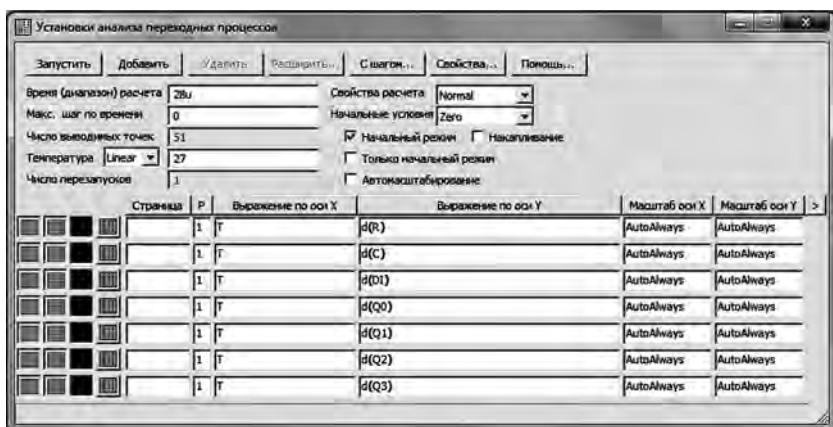 Установки анализа переходных процессов
Запустить Добавить Удалить Расширить... С шагом... Свойства... Помощь...
Время (диапазон) расчета 28u Свойства расчета Normal
Макс. шаг по времени 0 Начальные условия Zero
Число выводимых точек 51 Начальный режим Накапливание
Температура Linear 27 Только начальный режим
Число перезапусков 1 Автомасштабирование
Страница P Выражение по оси X Выражение по оси Y Масштаб оси X Масштаб оси Y >
1 T d(R) AutoAlways AutoAlways
1 T d(C) AutoAlways AutoAlways
1 T d(DI) AutoAlways AutoAlways
1 T d(Q0) AutoAlways AutoAlways
1 T d(Q1) AutoAlways AutoAlways
1 T d(Q2) AutoAlways AutoAlways
1 T d(Q3) AutoAlways AutoAlways